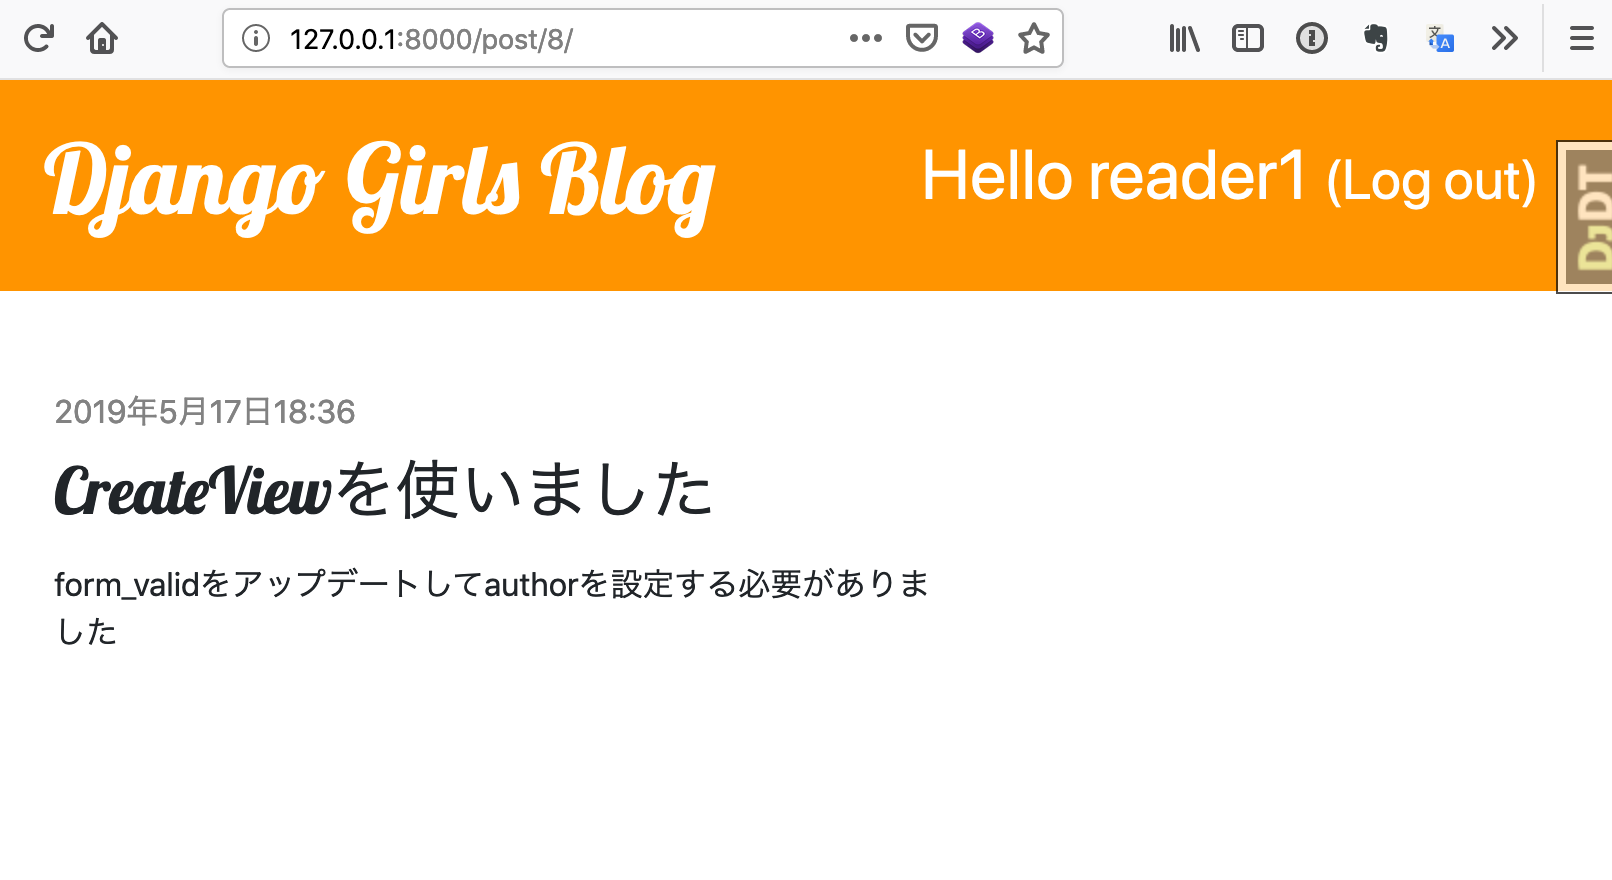 127.0.0.1:8000/post/8/
Django Girls Blog
Hello reader1 (Log out)
DjDT
2019年5月17日18:36
CreateViewを使いました
form_validをアップデートしてauthorを設定する必要がありま
した